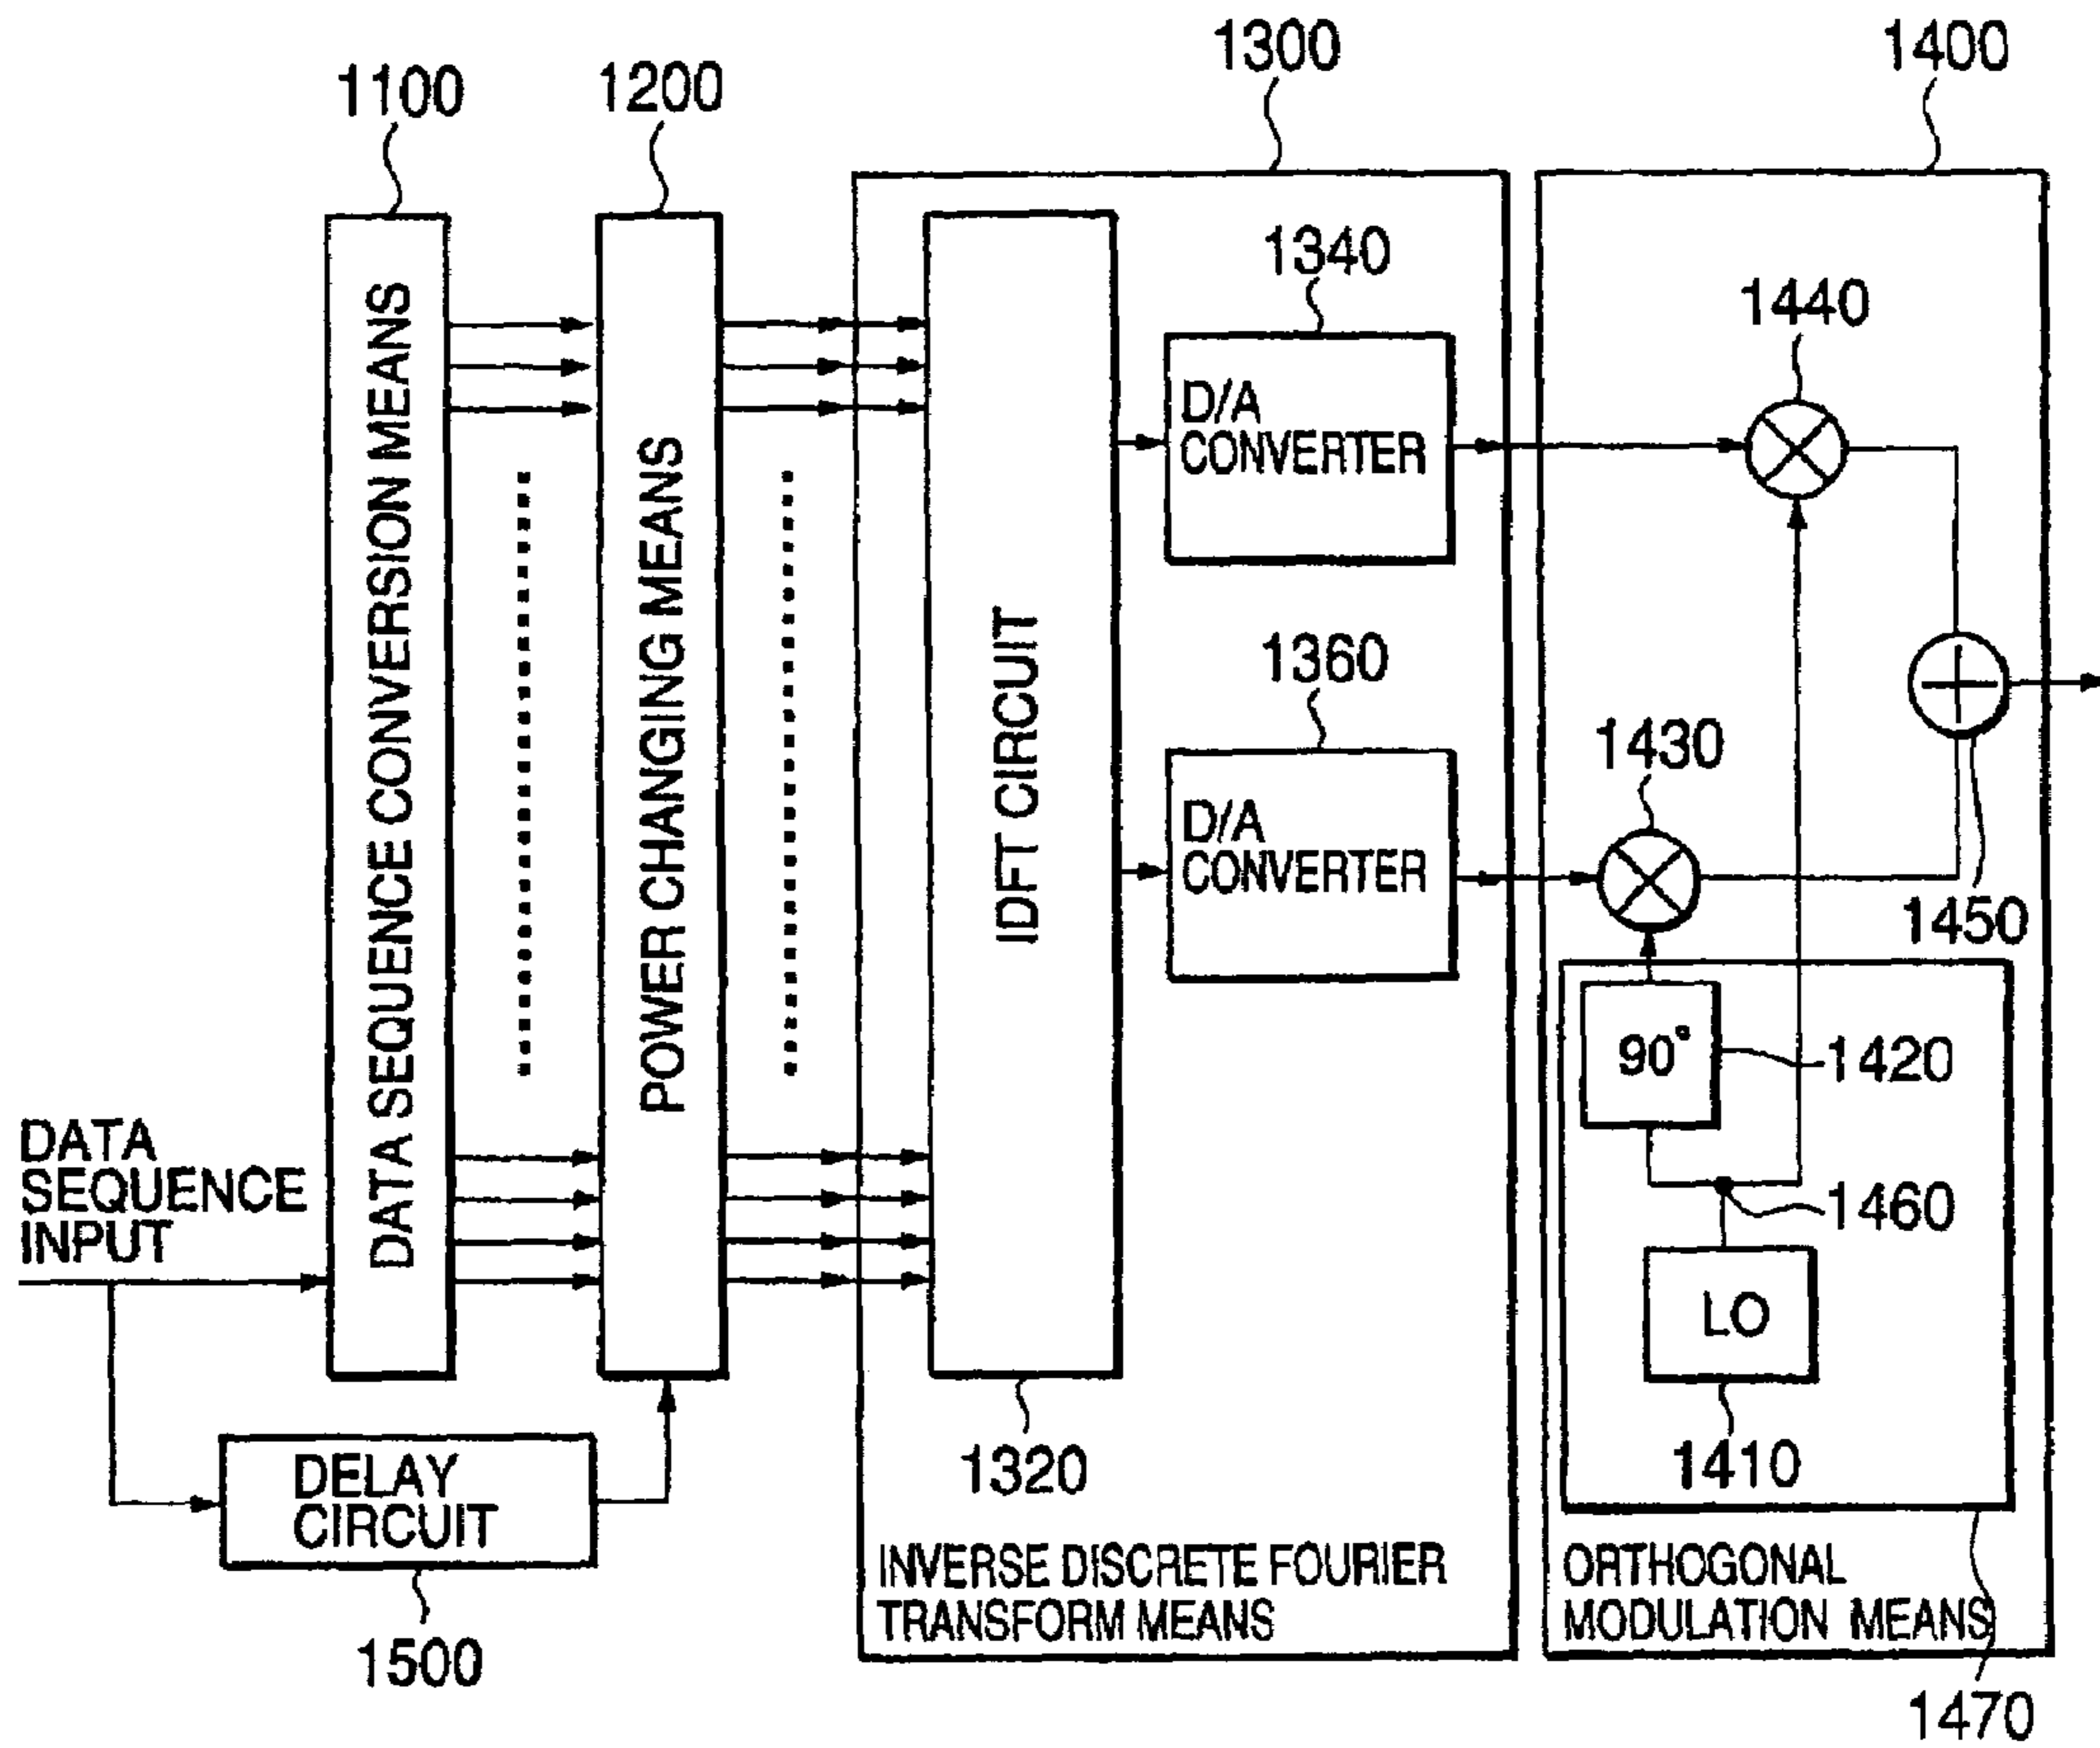 1300
1400
1100
1200
1340
1440
DATA SEQUENCE CONVERSION MEANS
POWER CHANGING MEANS
IDFT CIRCUIT
D/A
CONVERTER
1360
1430
D/A
CONVERTER
1450
90°
1420
DATA
SEQUENCE
INPUT
1460
LO
1410
1320
DELAY
CIRCUIT
1500
INVERSE DISCRETE FOURIER
TRANSFORM MEANS
ORTHOGONAL
MODULATION MEANS
1470